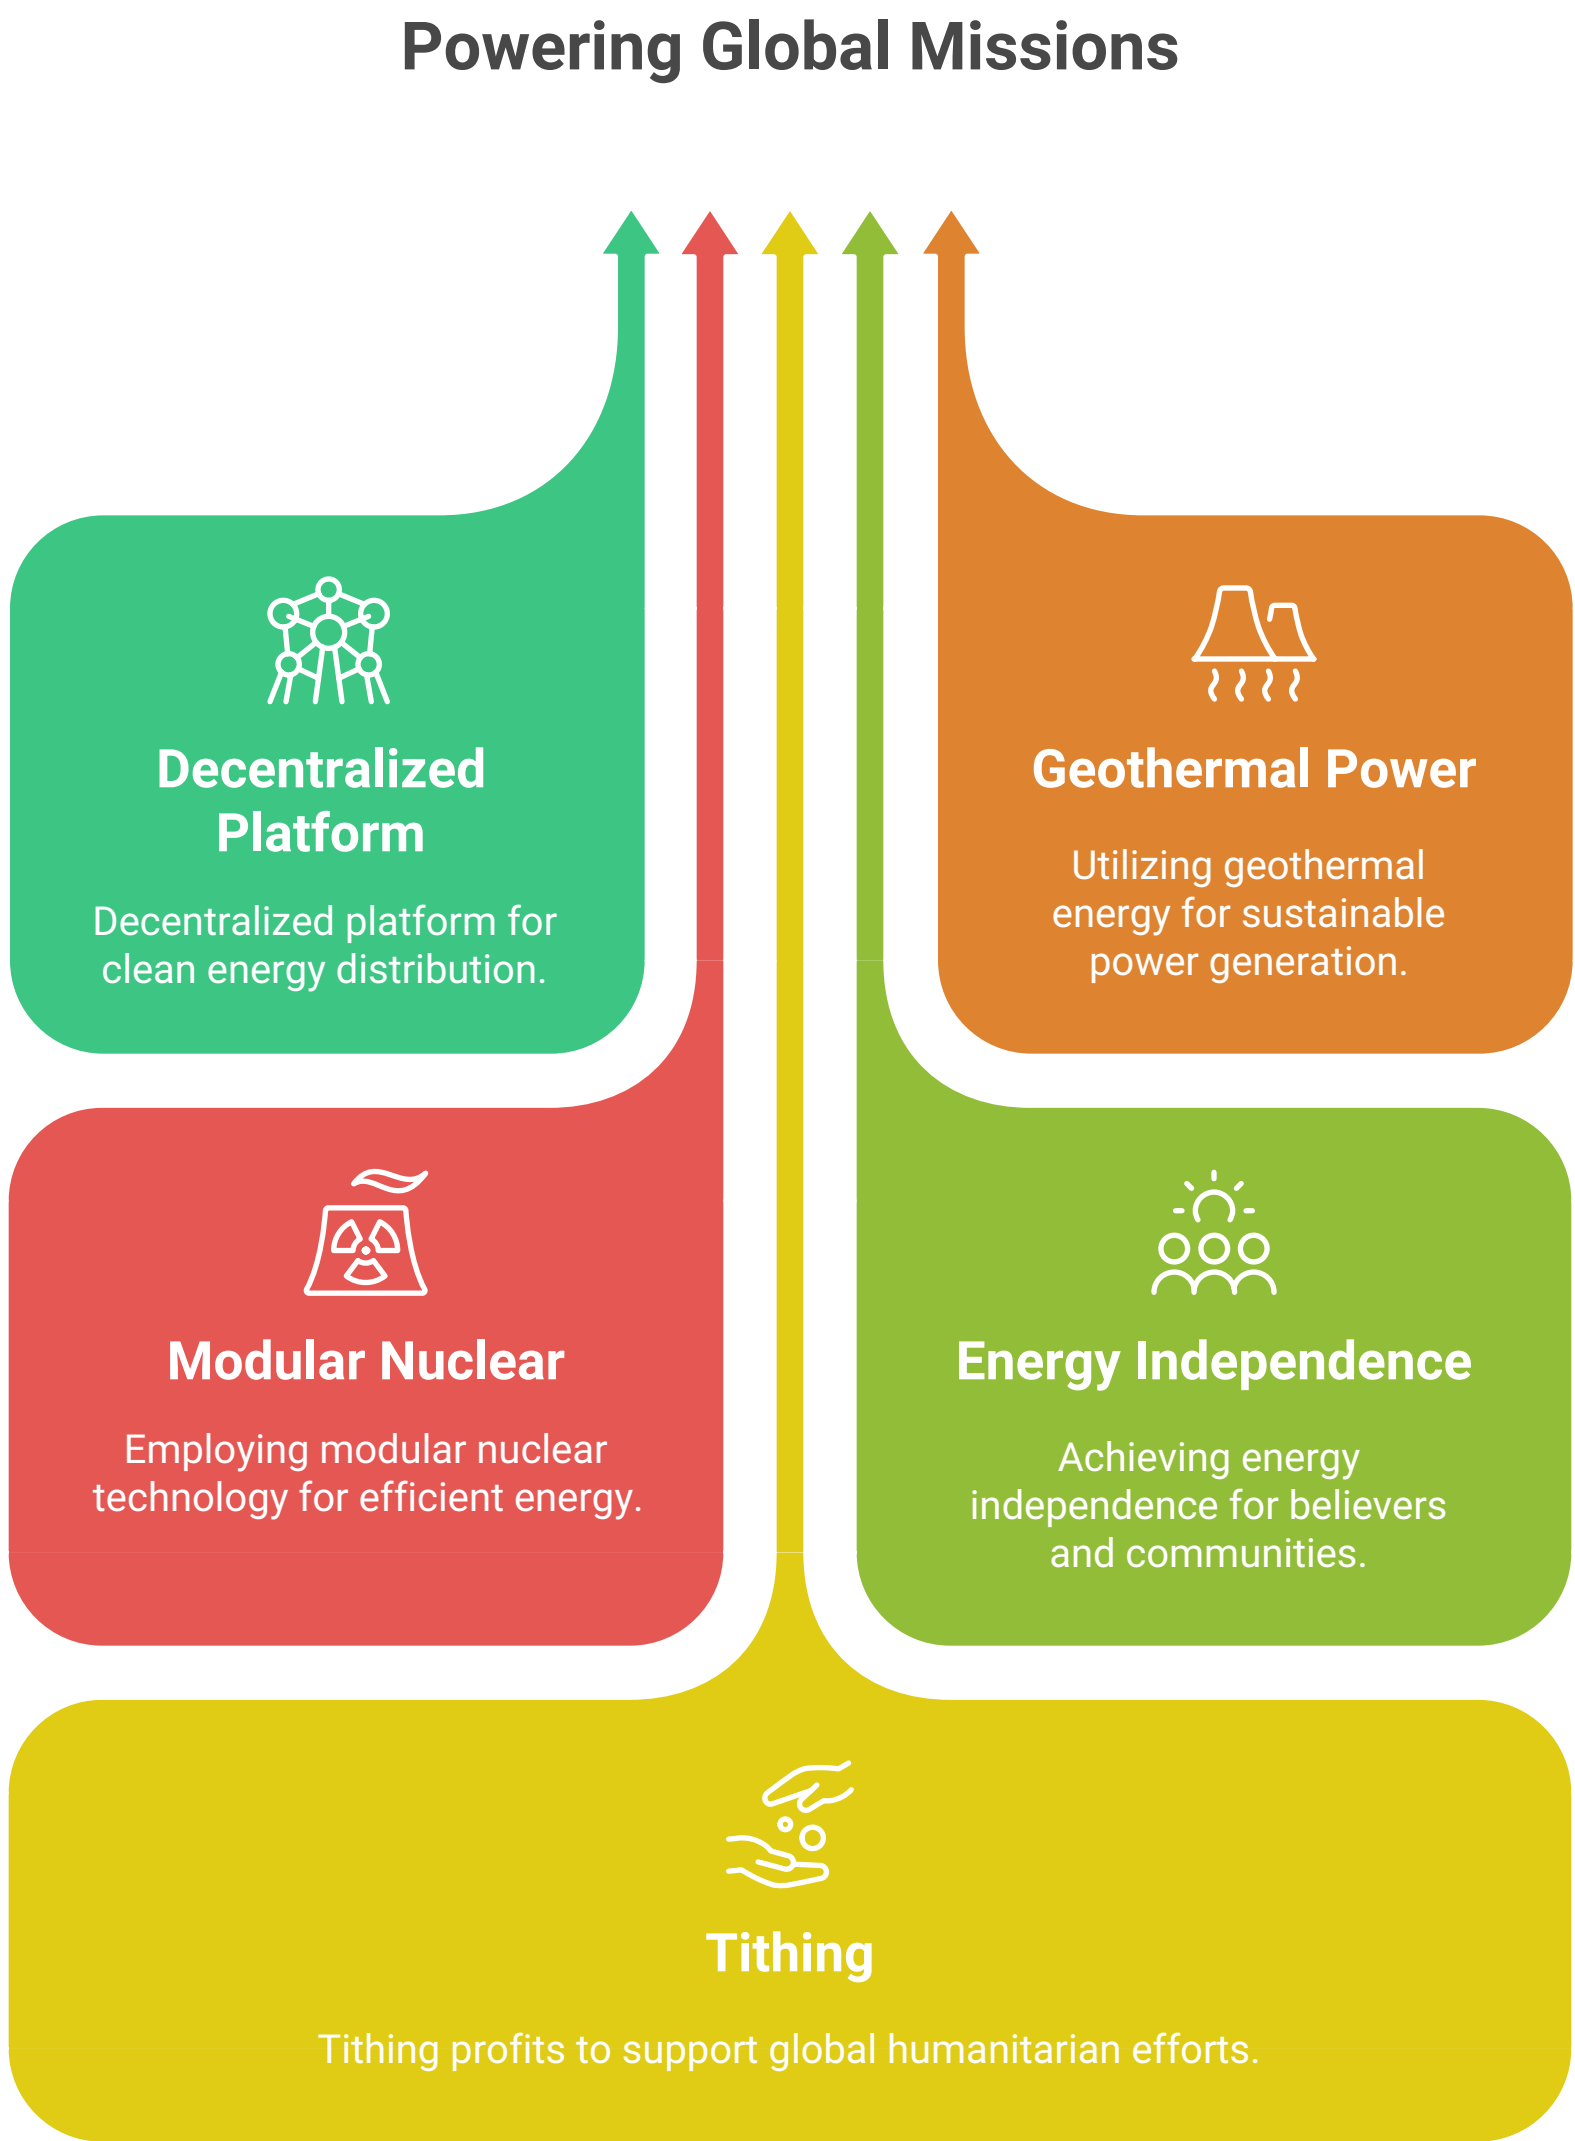 Powering Global Missions
Decentralized
Platform
Decentralized platform for
clean energy distribution.
Geothermal Power
Utilizing geothermal
energy for sustainable
power generation.
Modular Nuclear
Employing modular nuclear
technology for efficient energy.
Energy Independence
Achieving energy
independence for believers
and communities.
Tithing
Tithing profits to support global humanitarian efforts.